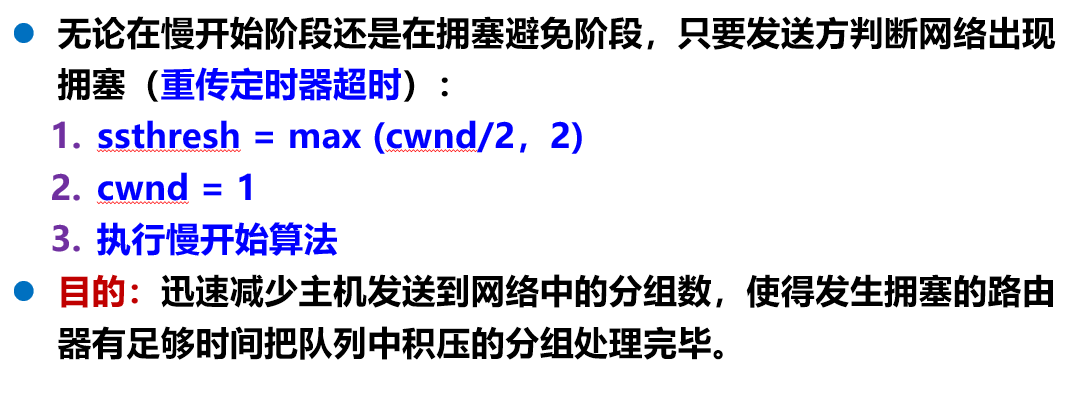 ● 无论在慢开始阶段还是在拥塞避免阶段，只要发送方判断网络出现
拥塞（重传定时器超时）:
1. ssthresh = max (cwnd/2，2)
2. cwnd = 1
3. 执行慢开始算法
● 目的：迅速减少主机发送到网络中的分组数，使得发生拥塞的路由
器有足够时间把队列中积压的分组处理完毕。